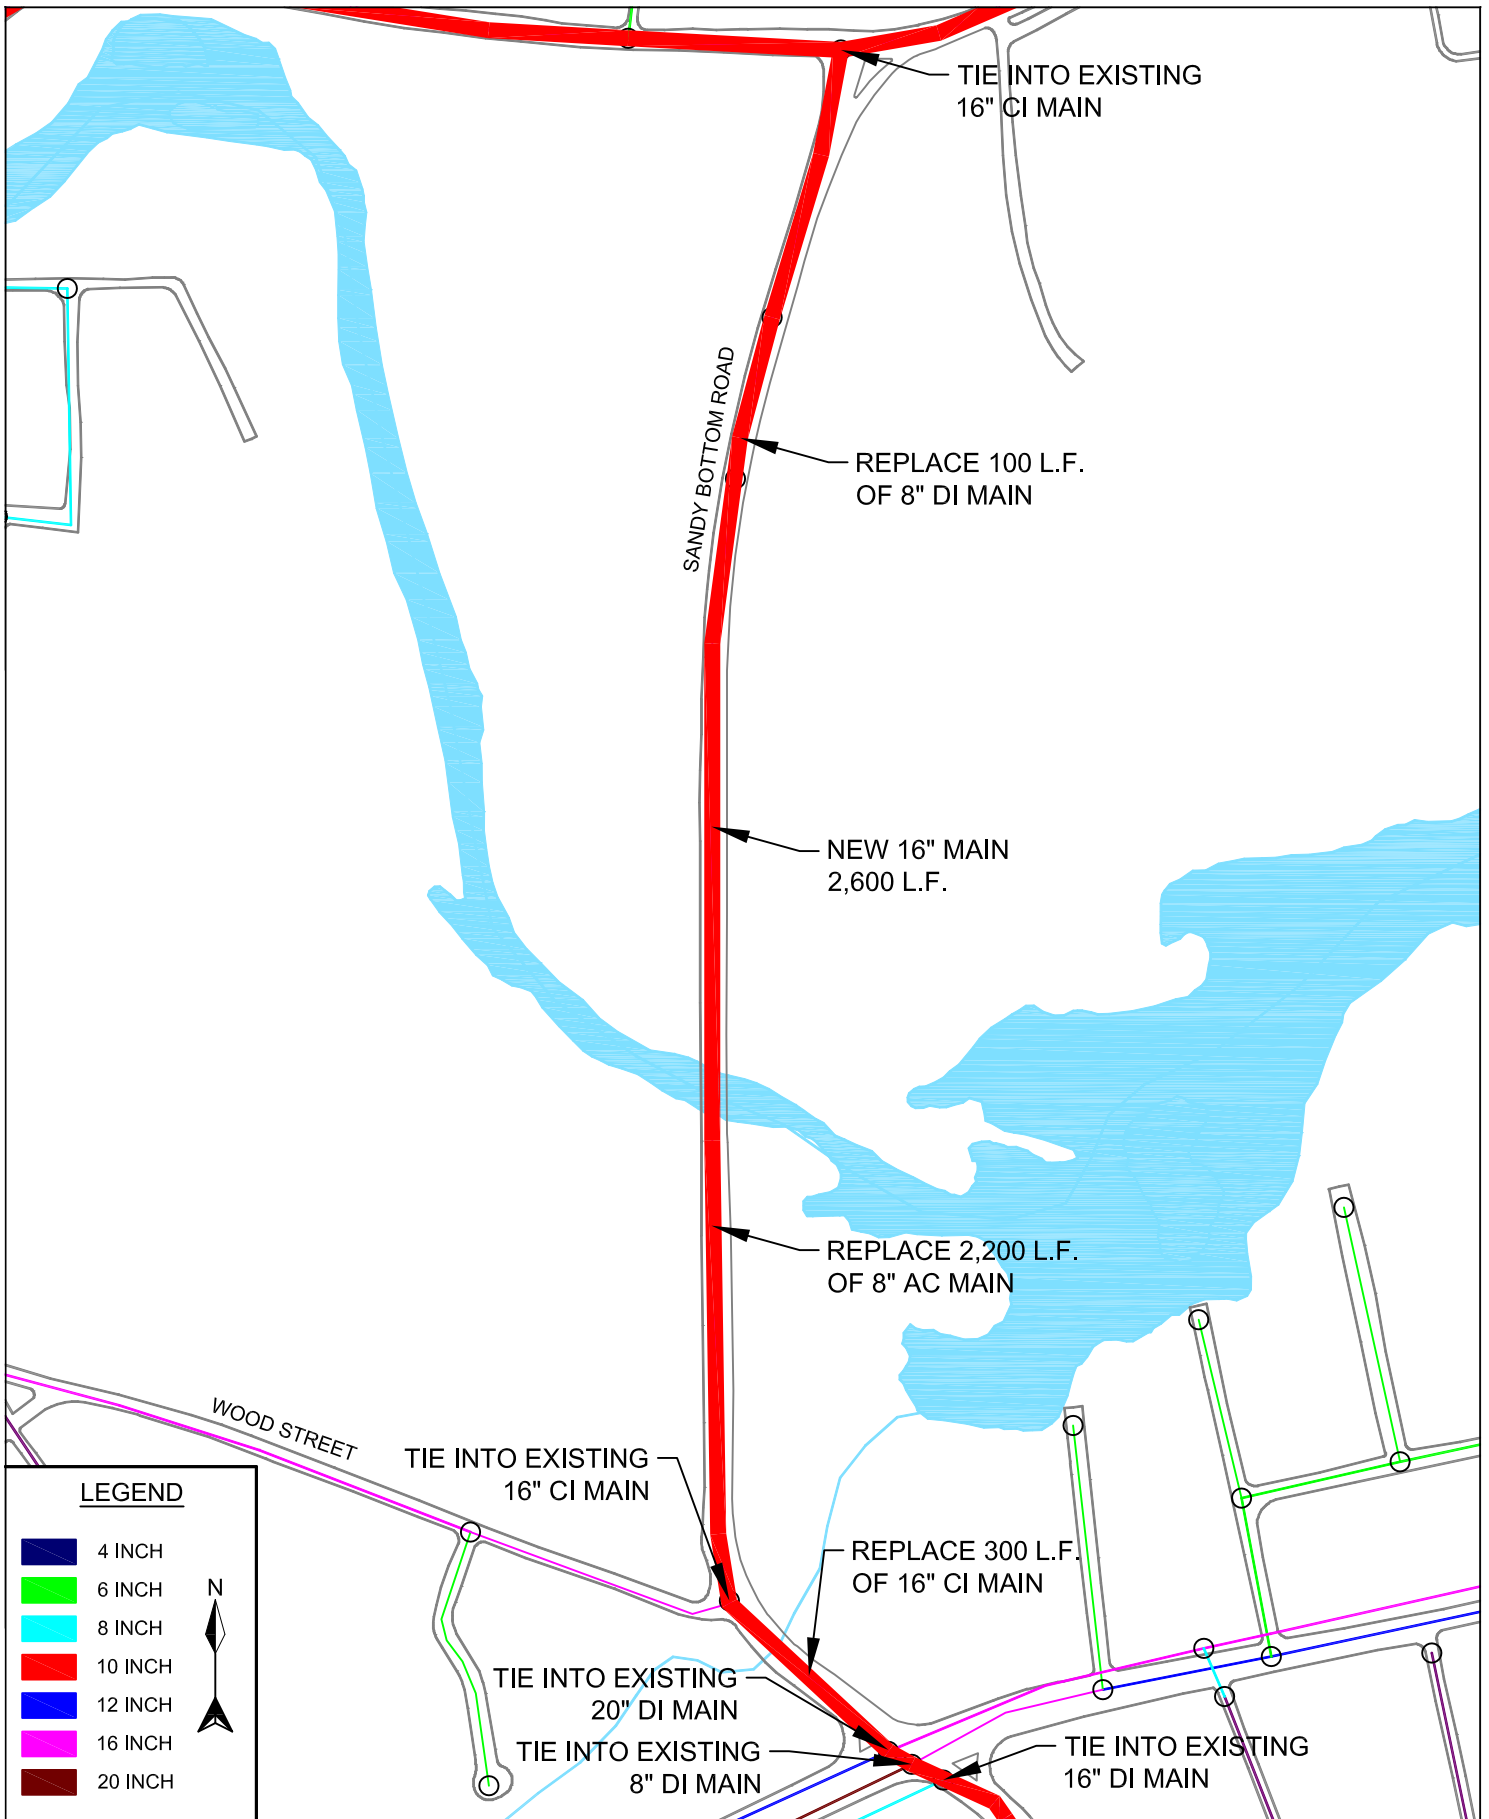 TIE INTO EXISTING
16" CI MAIN
SANDY BOTTOM ROAD
REPLACE 100 L.F.
OF 8" DI MAIN
NEW 16" MAIN
2,600 L.F.
REPLACE 2,200 L.F.
OF 8" AC MAIN
WOOD STREET
TIE INTO EXISTING
16" CI MAIN
REPLACE 300 L.F.
OF 16" CI MAIN
TIE INTO EXISTING
20" DI MAIN
TIE INTO EXISTING
8" DI MAIN
TIE INTO EXISTING
16" DI MAIN
LEGEND
4 INCH
6 INCH
8 INCH
10 INCH
12 INCH
16 INCH
20 INCH
N